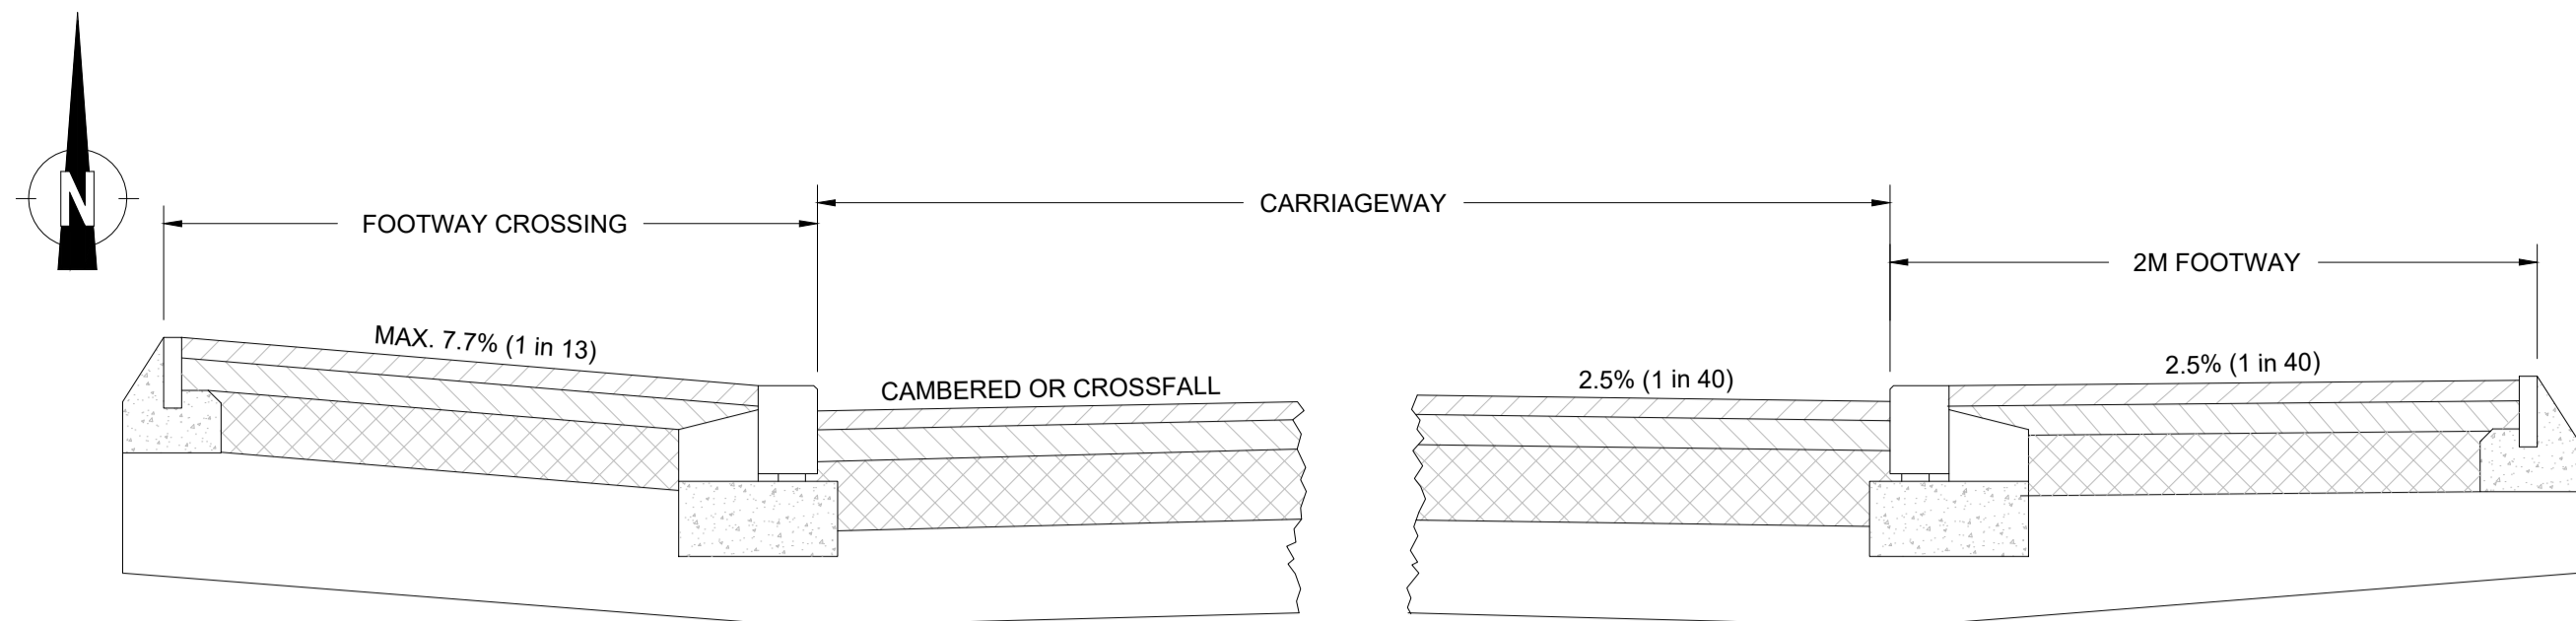 N
CARRIAGEWAY
FOOTWAY CROSSING
2M FOOTWAY
MAX. 7.7% (1 in 13)
CAMBERED OR CROSSFALL
2.5% (1 in 40)
2.5% (1 in 40)